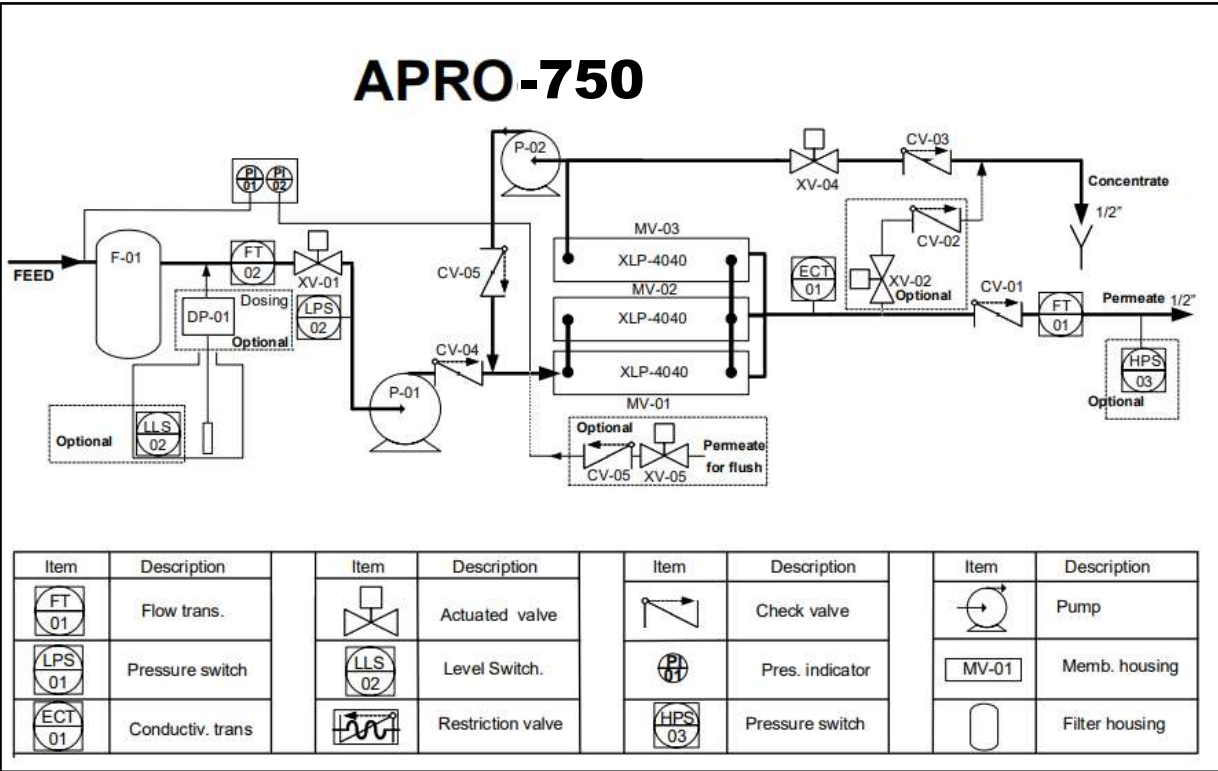 APRO-750
P-02
CV-03
XV-04
Concentrate
1/2"
PI
01
PI
02
CV-02
XV-02
Optional
MV-03
XLP-4040
MV-02
XLP-4040
XLP-4040
MV-01
FEED
F-01
FT
02
XV-01
CV-05
ECT
01
CV-01
FT
01
Permeate 1/2"
DP-01
Dosing
Optional
LPS
02
CV-04
P-01
HPS
03
Optional
Optional
LLS
02
Optional
CV-05
XV-05
Permeate
for flush
Item Description Item Description Item Description Item Description
FT
01
Flow trans.
Actuated valve
Check valve
Pump
LPS
01
Pressure switch
LLS
02
Level Switch.
PI
01
Pres. indicator
MV-01
Memb. housing
ECT
01
Conductiv. trans
Restriction valve
HPS
03
Pressure switch
Filter housing